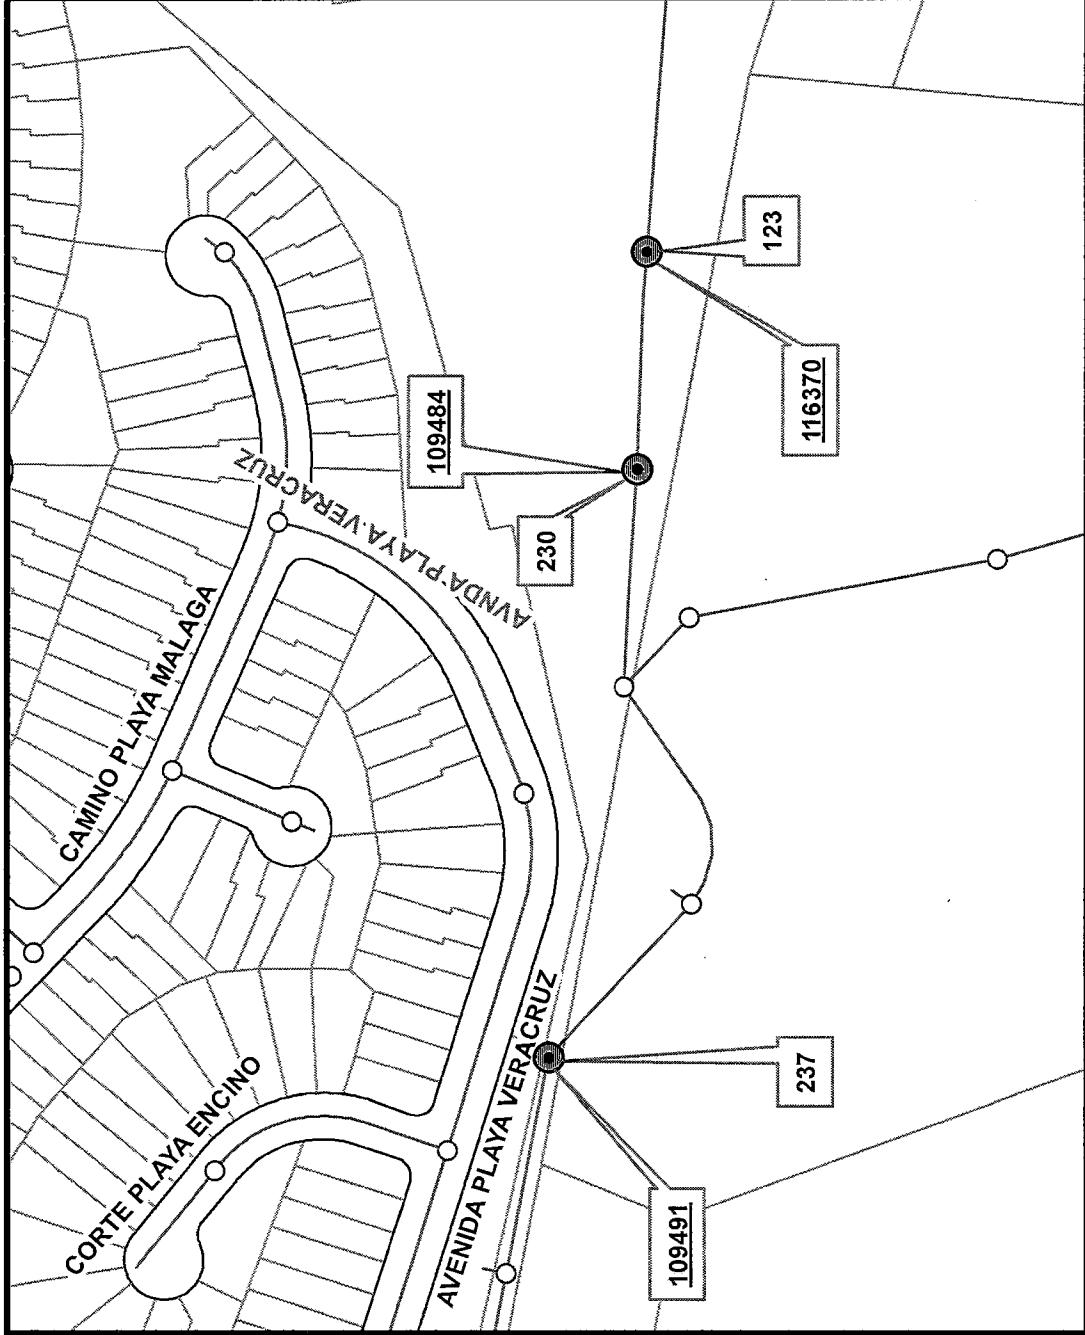 CAMINO PLAYA MALAGA
AVNDA PLAYA VERACRUZ
CORTE PLAYA ENCINO
AVENIDA PLAYA VERACRUZ
109484
230
123
116370
237
109491